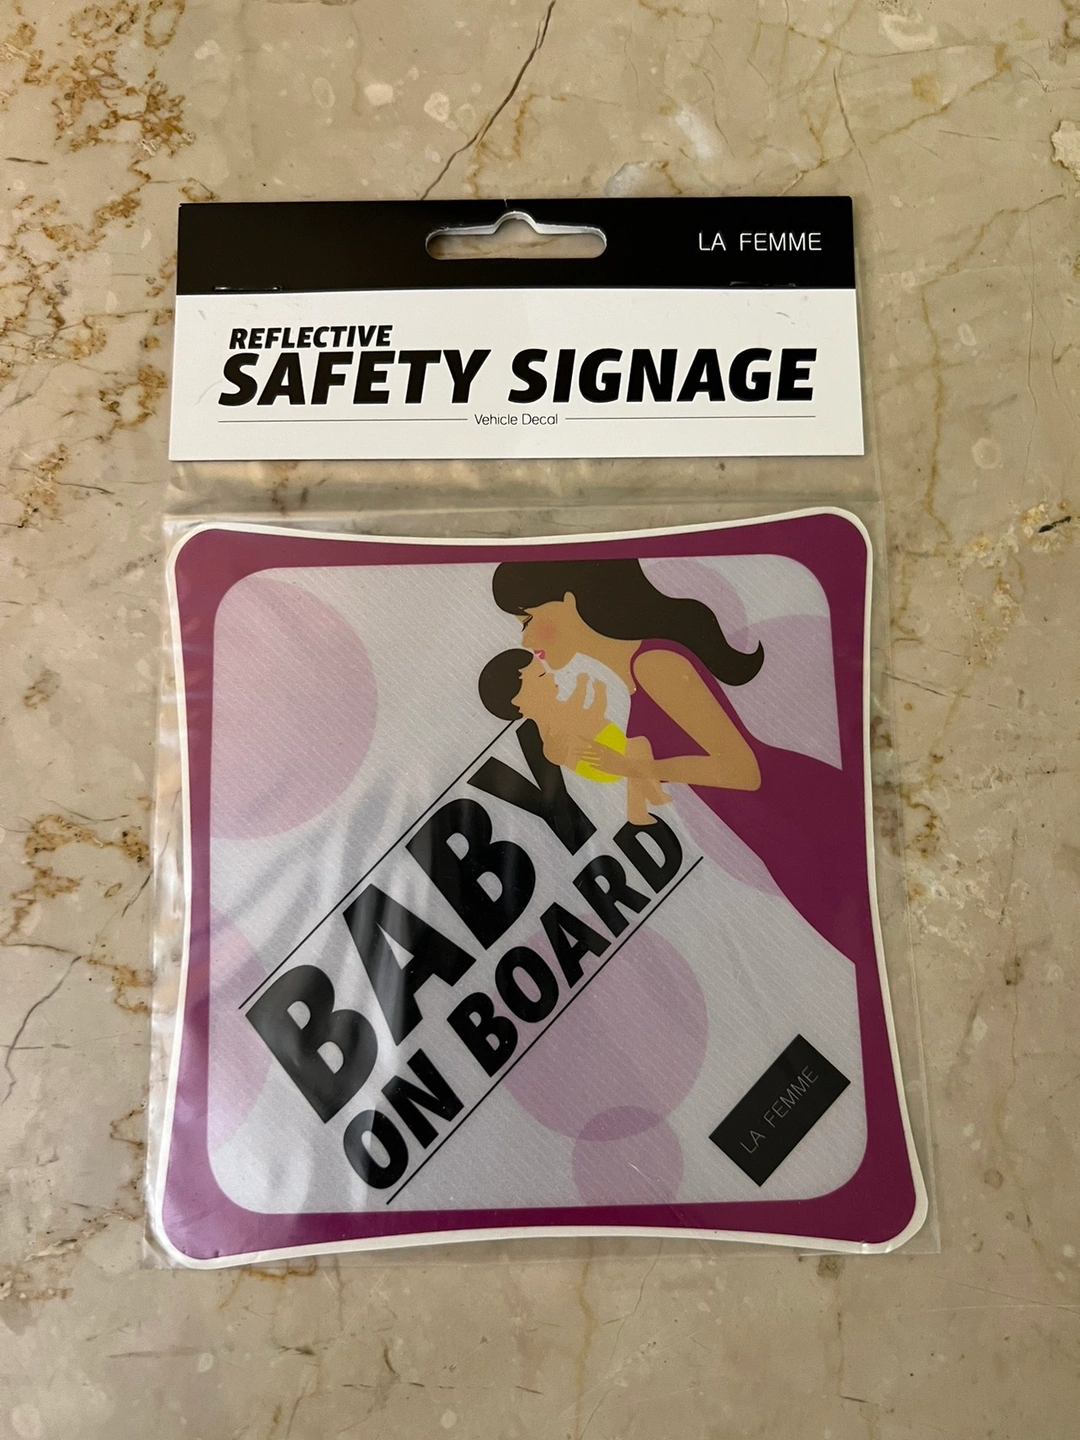 LA FEMME
REFLECTIVE
SAFETY SIGNAGE
Vehicle Decal
BABY
ON BOARD
LA FEMME